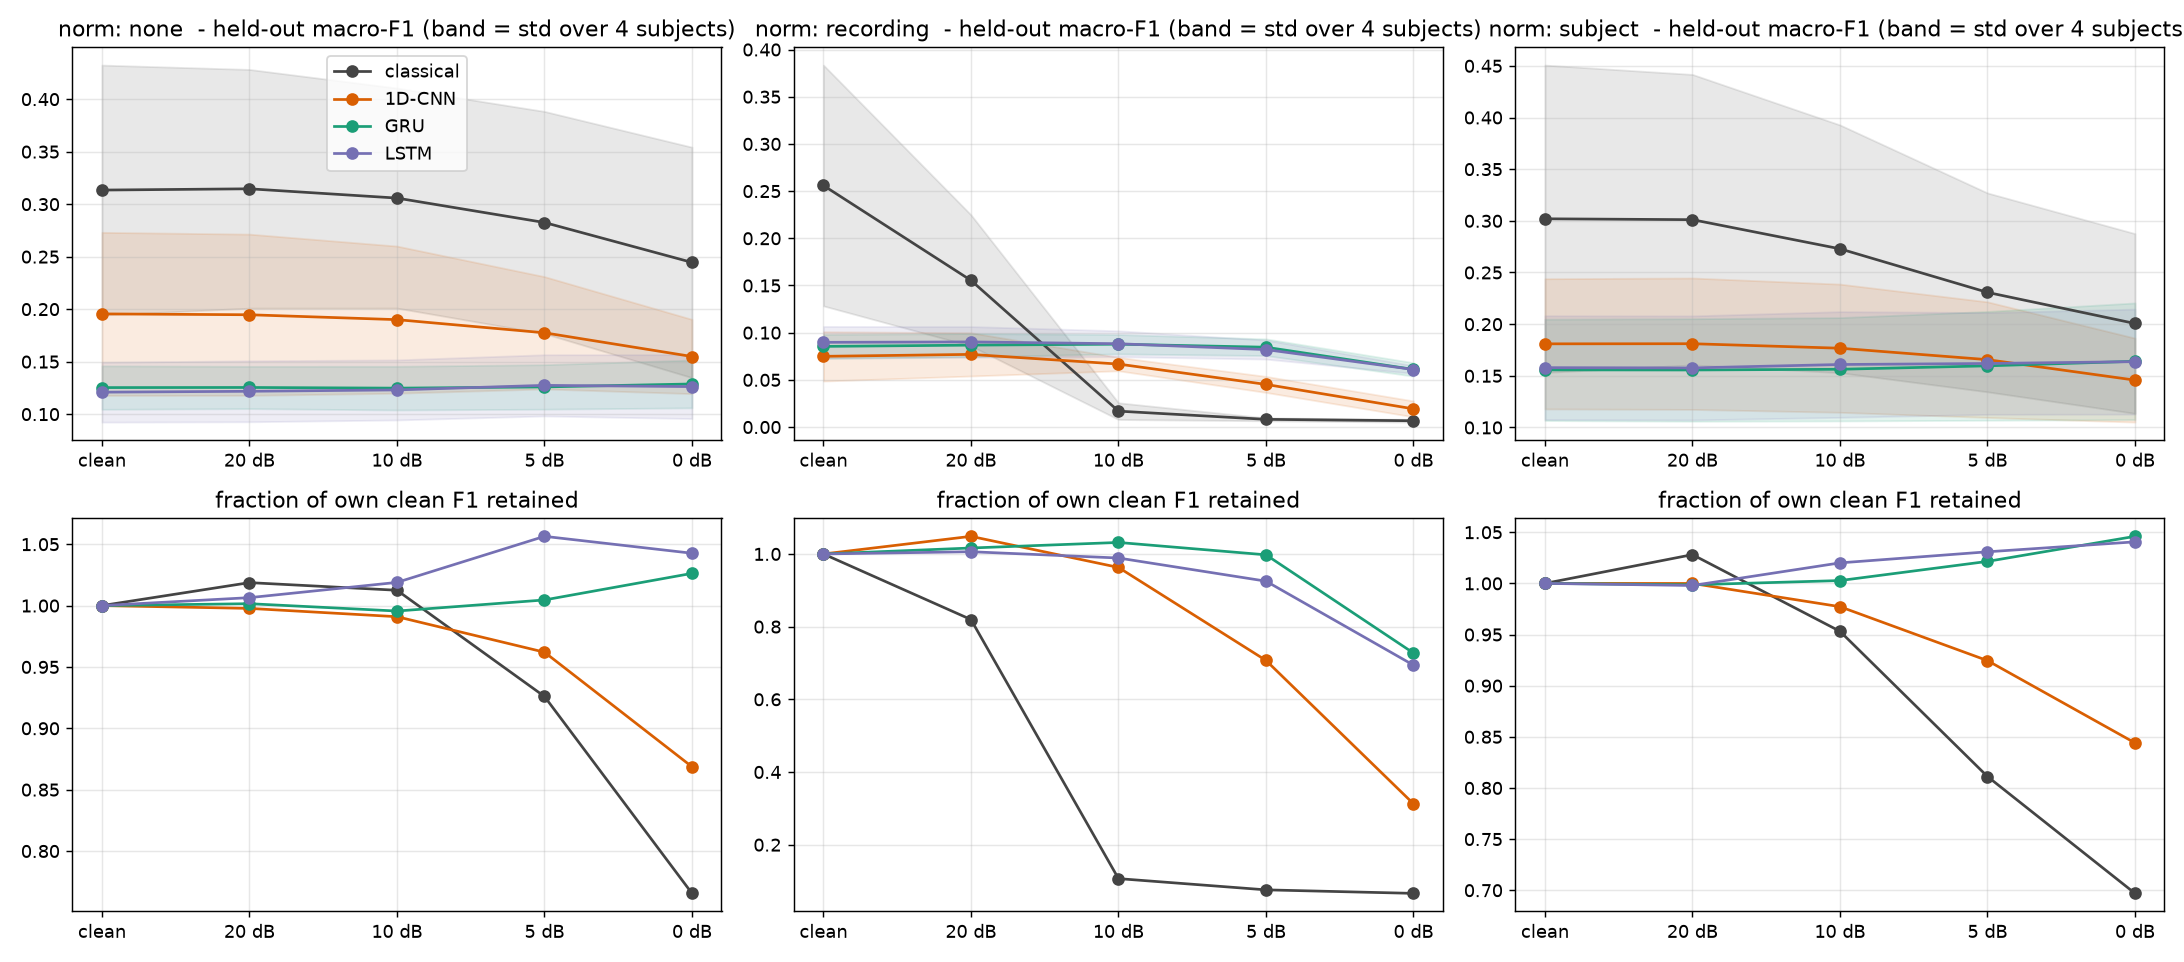 norm: none  - held-out macro-F1 (band = std over 4 subjects)
norm: recording  - held-out macro-F1 (band = std over 4 subjects)
norm: subject  - held-out macro-F1 (band = std over 4 subjects
classical
1D-CNN
GRU
LSTM
0.40
0.35
0.30
0.25
0.20
0.15
0.10
clean
20 dB
10 dB
5 dB
0 dB
0.40
0.35
0.30
0.25
0.20
0.15
0.10
0.05
0.00
clean
20 dB
10 dB
5 dB
0 dB
0.45
0.40
0.35
0.30
0.25
0.20
0.15
0.10
clean
20 dB
10 dB
5 dB
0 dB
fraction of own clean F1 retained
1.05
1.00
0.95
0.90
0.85
0.80
clean
20 dB
10 dB
5 dB
0 dB
fraction of own clean F1 retained
1.0
0.8
0.6
0.4
0.2
clean
20 dB
10 dB
5 dB
0 dB
fraction of own clean F1 retained
1.05
1.00
0.95
0.90
0.85
0.80
0.75
0.70
clean
20 dB
10 dB
5 dB
0 dB